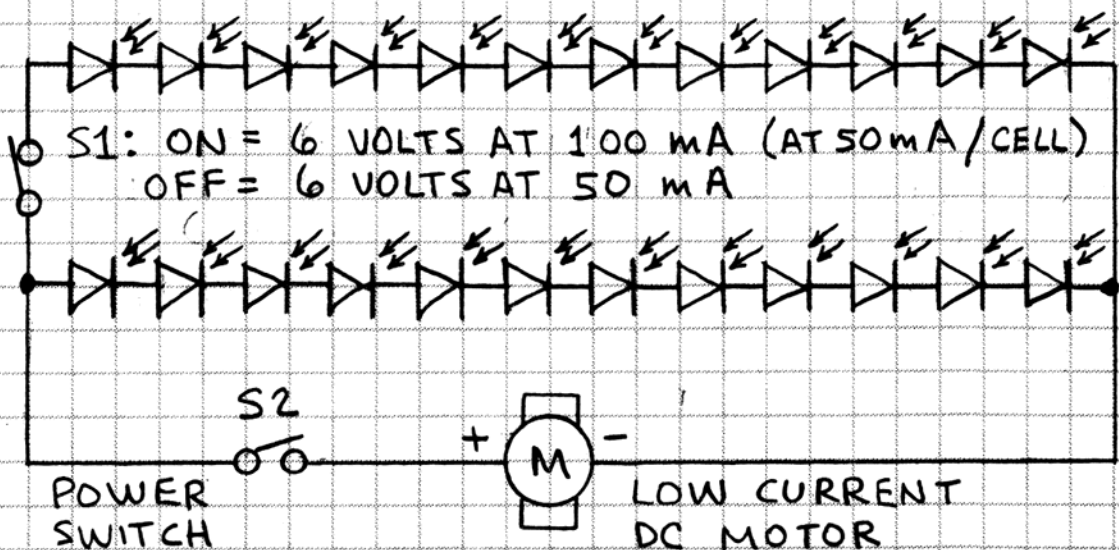 S1: ON = 6 VOLTS AT 100 mA (AT 50mA/CELL)
OFF = 6 VOLTS AT 50 mA
S2
+ M −
POWER
SWITCH
LOW CURRENT
DC MOTOR